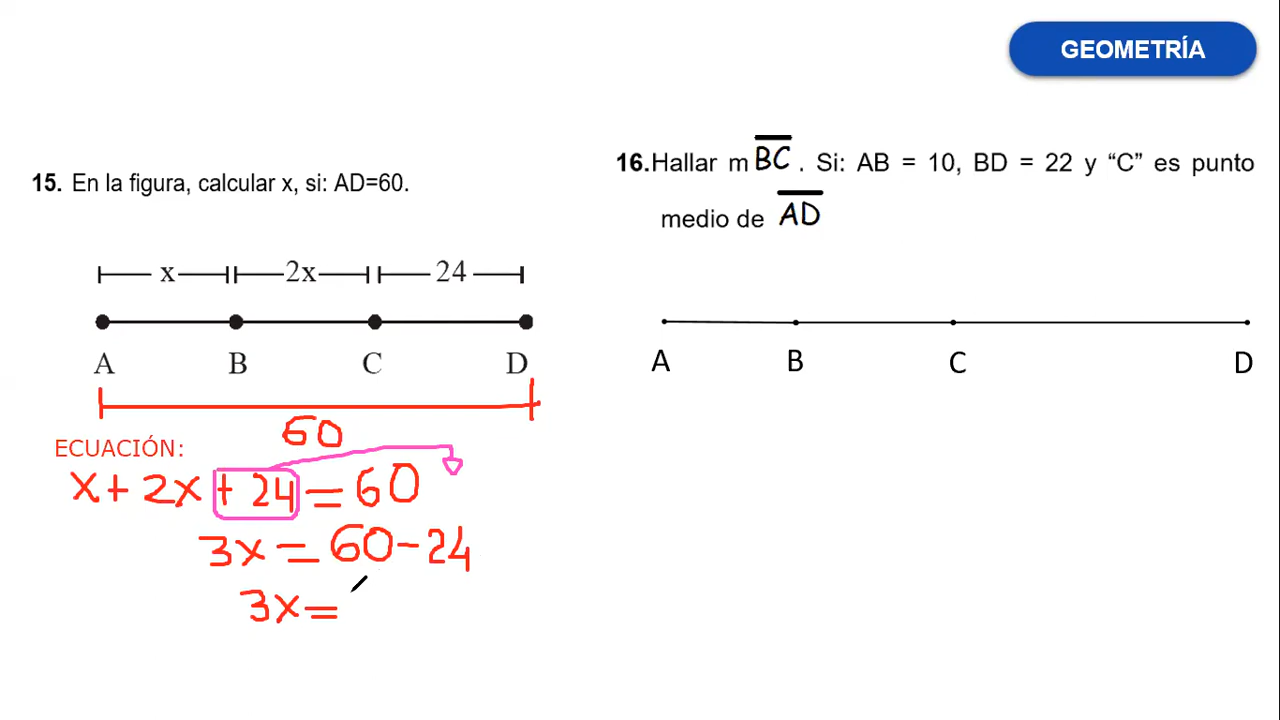 GEOMETRÍA
15. En la figura, calcular x, si: AD=60.
x 2x 24
A B C D
60
ECUACIÓN:
x + 2x + 24 = 60
3x = 60 - 24
3x =
16. Hallar m BC . Si: AB = 10, BD = 22 y “C” es punto
medio de AD
A B C D